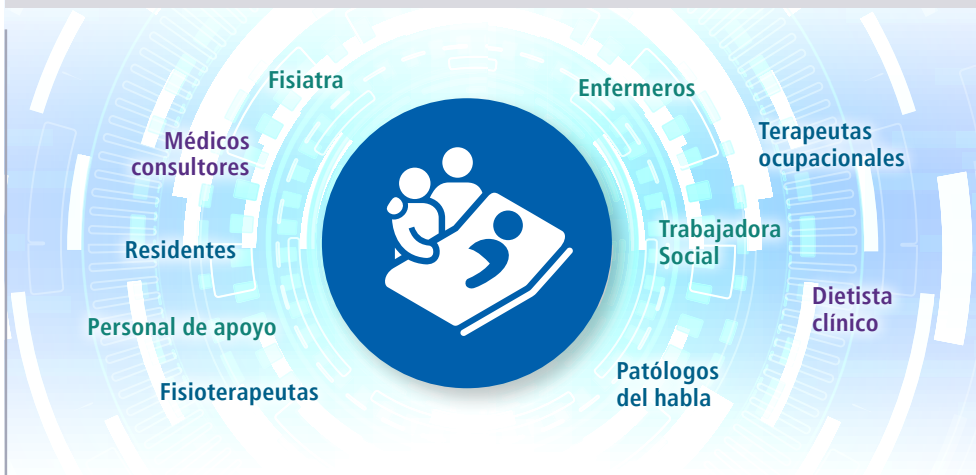 Fisiatra
Médicos
consultores
Residentes
Personal de apoyo
Fisioterapeutas
Enfermeros
Terapeutas
ocupacionales
Trabajadora
Social
Dietista
clínico
Patólogos
del habla